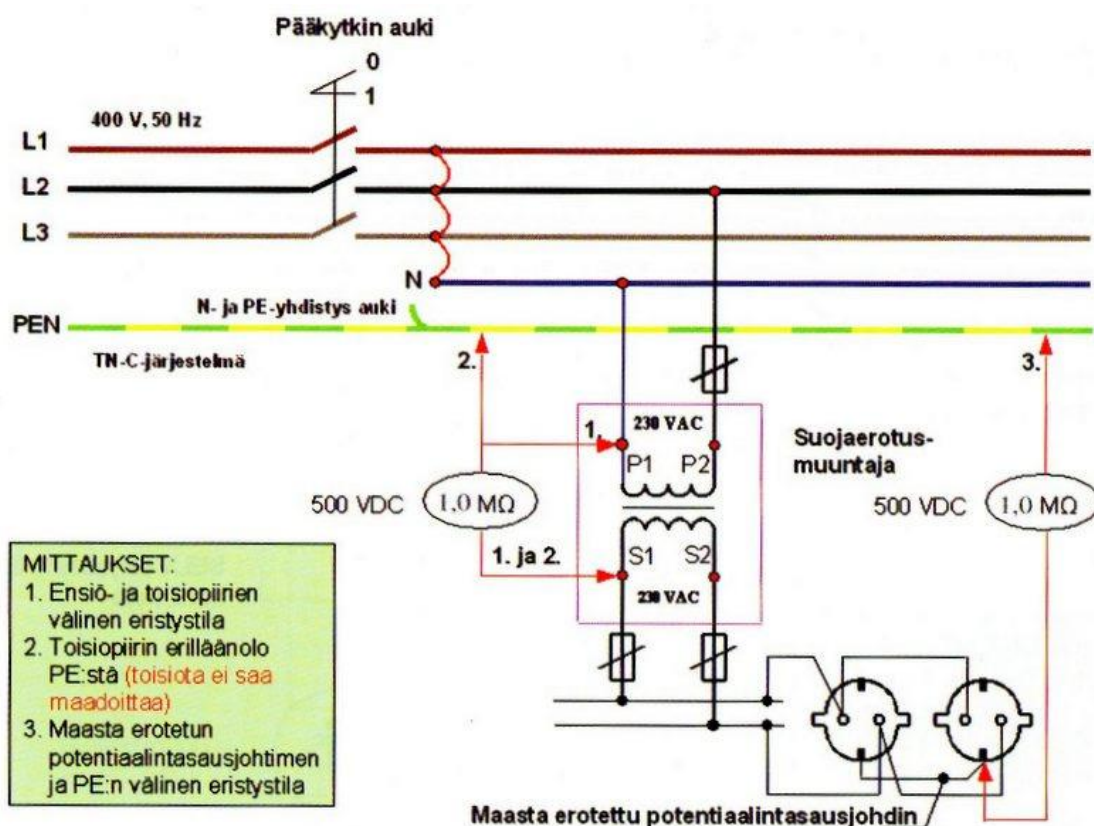 Pääkytkin auki
0
1
400 V, 50 Hz
L1
L2
L3
N
N- ja PE-yhdistys auki
PEN
TN-C-järjestelmä
2.
3.
1.
230 VAC
P1 P2
Suojaerotus-
muuntaja
500 VDC 1,0 MΩ
500 VDC 1,0 MΩ
1. ja 2.
S1 S2
230 VAC
MITTAUKSET:
1. Ensiö- ja toisiopiirien
välinen eristystila
2. Toisiopiirin erilläänolo
PE:stä (toisiota ei saa
maadoittaa)
3. Maasta erotetun
potentiaalintasausjohtimen
ja PE:n välinen eristystila
Maasta erotettu potentiaalintasausjohdin